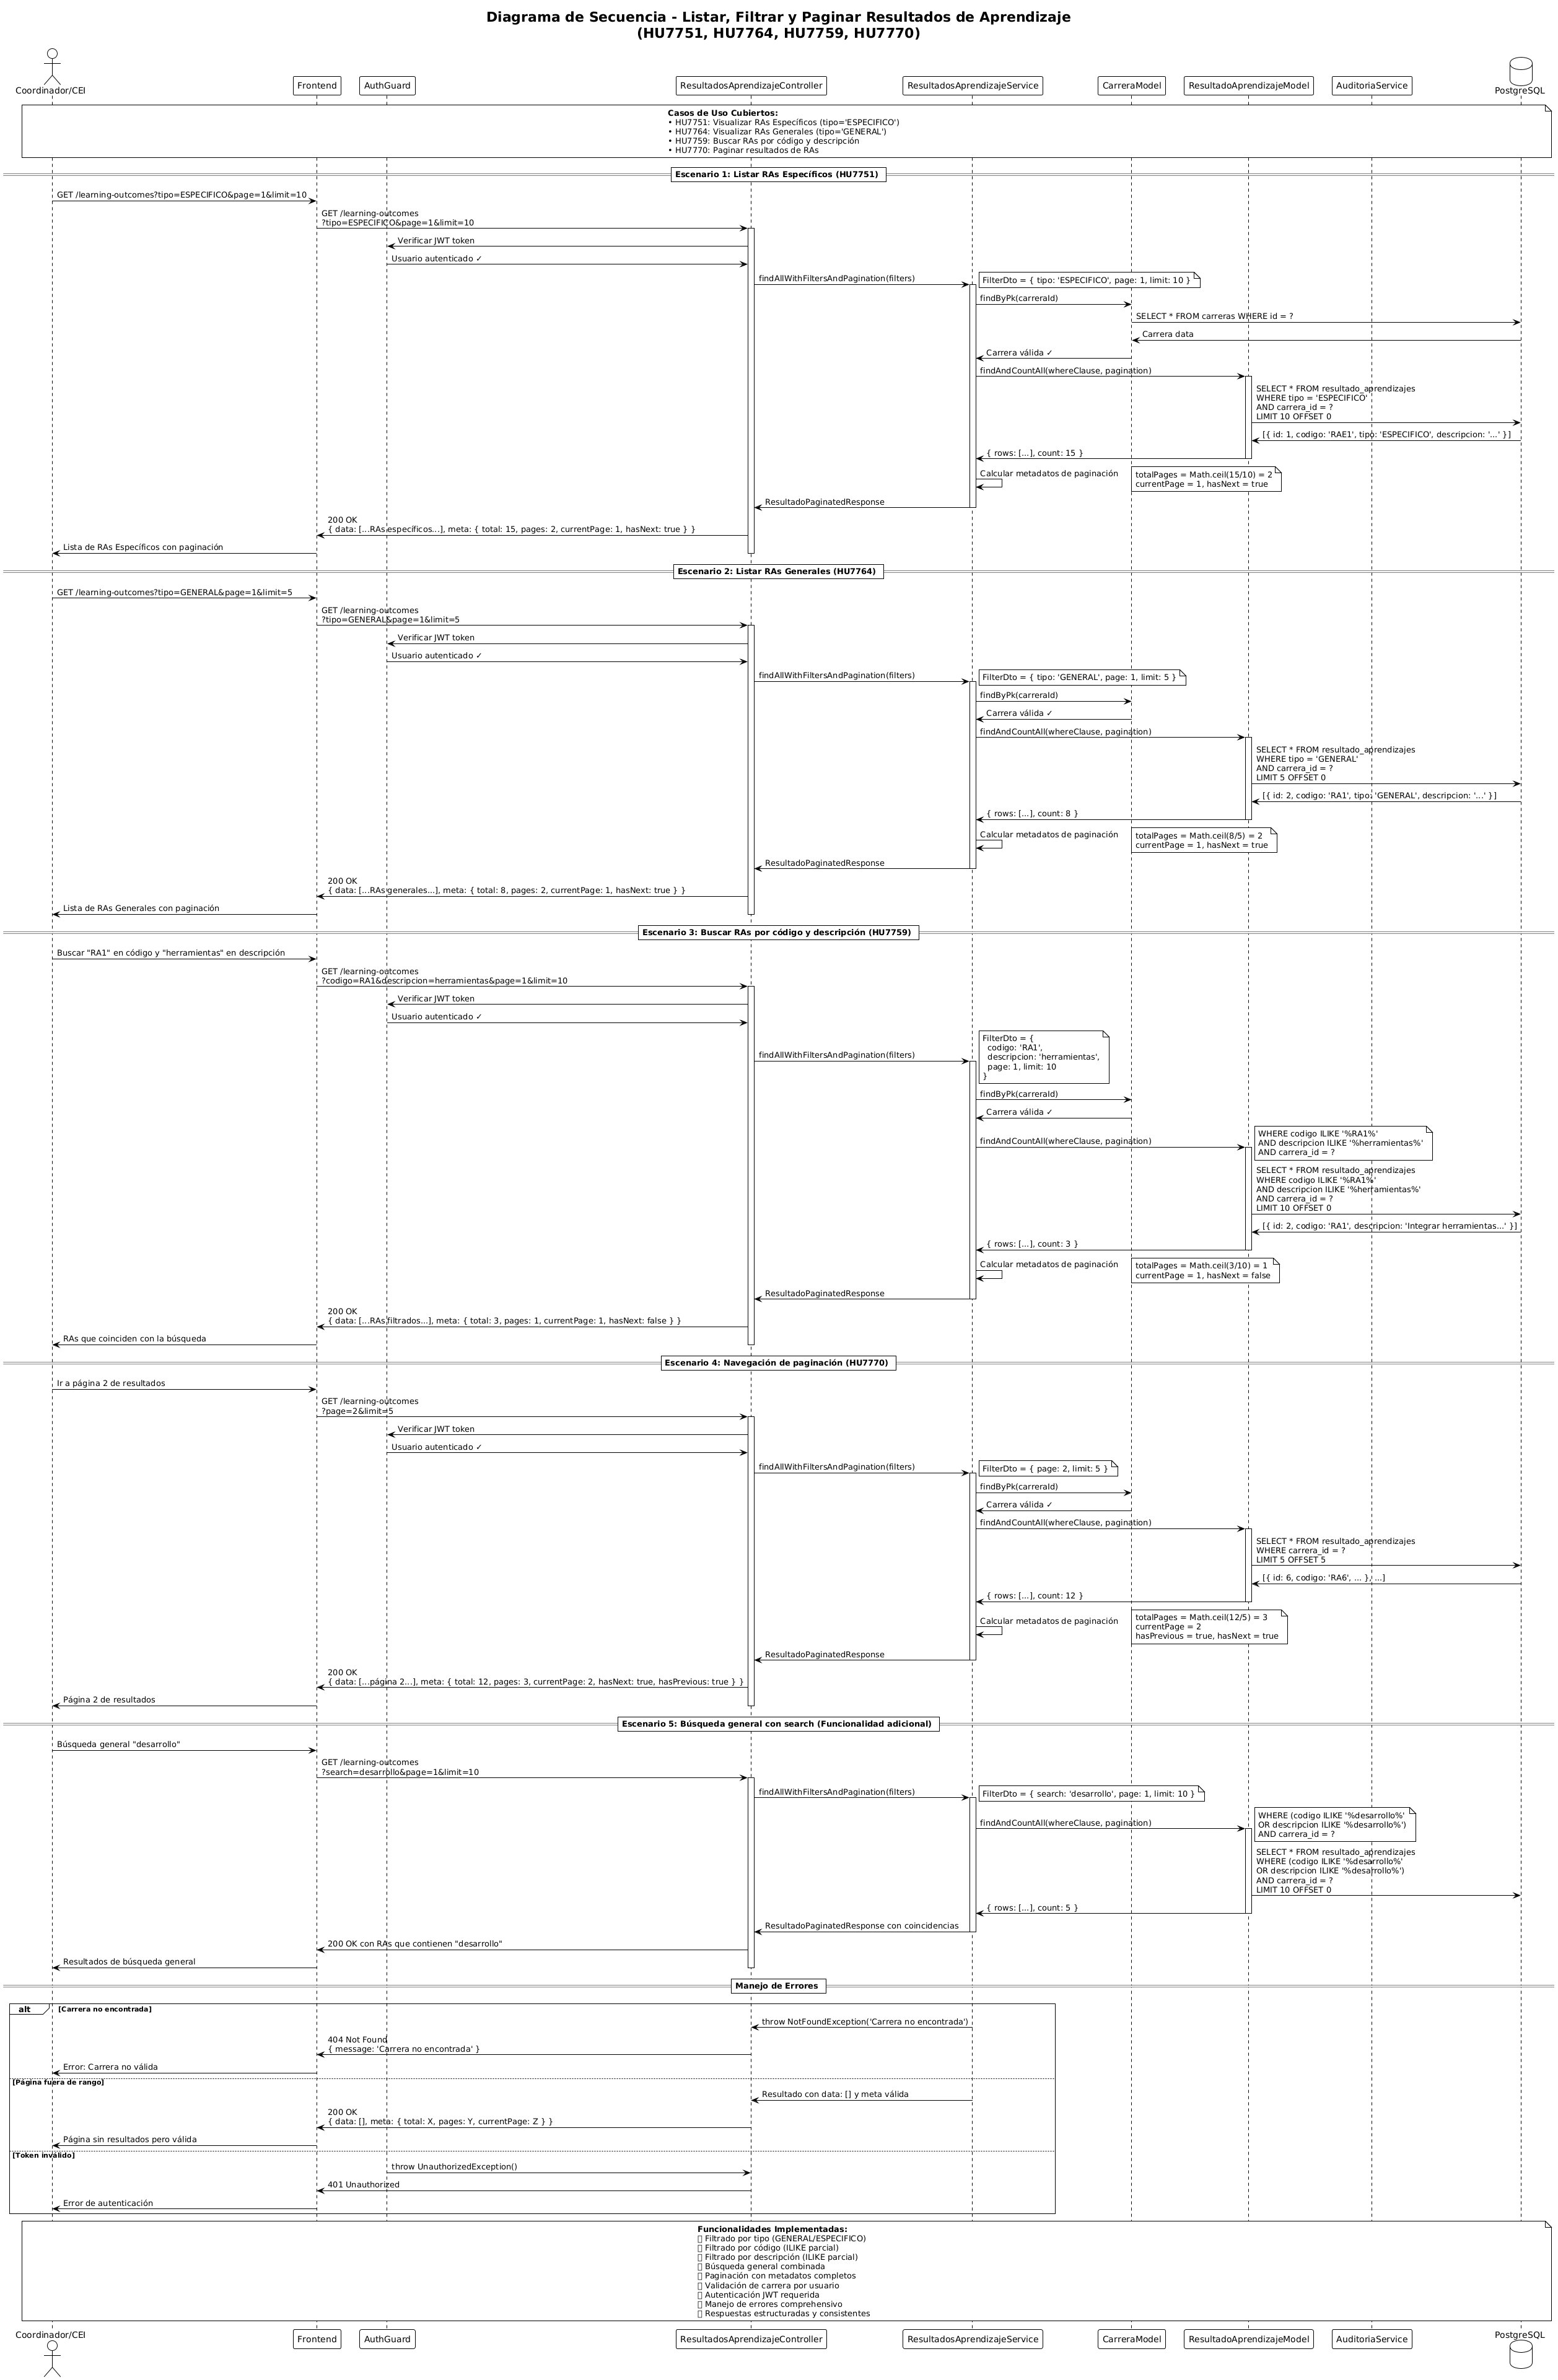 Diagrama de Secuencia - Listar, Filtrar y Paginar Resultados de Aprendizaje
(HU7751, HU7764, HU7759, HU7770)
Coordinador/CEI
Frontend
AuthGuard
ResultadosAprendizajeController
ResultadosAprendizajeService
CarreraModel
ResultadoAprendizajeModel
AuditoriaService
PostgreSQL
Casos de Uso Cubiertos:
• HU7751: Visualizar RAs Específicos (tipo='ESPECIFICO')
• HU7764: Visualizar RAs Generales (tipo='GENERAL')
• HU7759: Buscar RAs por código y descripción
• HU7770: Paginar resultados de RAs
Escenario 1: Listar RAs Específicos (HU7751)
GET /learning-outcomes?tipo=ESPECIFICO&page=1&limit=10
GET /learning-outcomes
?tipo=ESPECIFICO&page=1&limit=10
Verificar JWT token
Usuario autenticado ✓
findAllWithFiltersAndPagination(filters)
FilterDto = { tipo: 'ESPECIFICO', page: 1, limit: 10 }
findByPk(carreraId)
SELECT * FROM carreras WHERE id = ?
Carrera data
Carrera válida ✓
findAndCountAll(whereClause, pagination)
SELECT * FROM resultado_aprendizajes
WHERE tipo = 'ESPECIFICO'
AND carrera_id = ?
LIMIT 10 OFFSET 0
[{ id: 1, codigo: 'RAE1', tipo: 'ESPECIFICO', descripcion: '...' }]
{ rows: [...], count: 15 }
Calcular metadatos de paginación
totalPages = Math.ceil(15/10) = 2
currentPage = 1, hasNext = true
ResultadoPaginatedResponse
200 OK
{ data: [...RAs específicos...], meta: { total: 15, pages: 2, currentPage: 1, hasNext: true } }
Lista de RAs Específicos con paginación
Escenario 2: Listar RAs Generales (HU7764)
GET /learning-outcomes?tipo=GENERAL&page=1&limit=5
GET /learning-outcomes
?tipo=GENERAL&page=1&limit=5
Verificar JWT token
Usuario autenticado ✓
findAllWithFiltersAndPagination(filters)
FilterDto = { tipo: 'GENERAL', page: 1, limit: 5 }
findByPk(carreraId)
Carrera válida ✓
findAndCountAll(whereClause, pagination)
SELECT * FROM resultado_aprendizajes
WHERE tipo = 'GENERAL'
AND carrera_id = ?
LIMIT 5 OFFSET 0
[{ id: 2, codigo: 'RA1', tipo: 'GENERAL', descripcion: '...' }]
{ rows: [...], count: 8 }
Calcular metadatos de paginación
totalPages = Math.ceil(8/5) = 2
currentPage = 1, hasNext = true
ResultadoPaginatedResponse
200 OK
{ data: [...RAs generales...], meta: { total: 8, pages: 2, currentPage: 1, hasNext: true } }
Lista de RAs Generales con paginación
Escenario 3: Buscar RAs por código y descripción (HU7759)
Buscar "RA1" en código y "herramientas" en descripción
GET /learning-outcomes
?codigo=RA1&descripcion=herramientas&page=1&limit=10
Verificar JWT token
Usuario autenticado ✓
findAllWithFiltersAndPagination(filters)
FilterDto = {
codigo: 'RA1',
descripcion: 'herramientas',
page: 1, limit: 10
}
findByPk(carreraId)
Carrera válida ✓
findAndCountAll(whereClause, pagination)
WHERE codigo ILIKE '%RA1%'
AND descripcion ILIKE '%herramientas%'
AND carrera_id = ?
SELECT * FROM resultado_aprendizajes
WHERE codigo ILIKE '%RA1%'
AND descripcion ILIKE '%herramientas%'
AND carrera_id = ?
LIMIT 10 OFFSET 0
[{ id: 2, codigo: 'RA1', descripcion: 'Integrar herramientas...' }]
{ rows: [...], count: 3 }
Calcular metadatos de paginación
totalPages = Math.ceil(3/10) = 1
currentPage = 1, hasNext = false
ResultadoPaginatedResponse
200 OK
{ data: [...RAs filtrados...], meta: { total: 3, pages: 1, currentPage: 1, hasNext: false } }
RAs que coinciden con la búsqueda
Escenario 4: Navegación de paginación (HU7770)
Ir a página 2 de resultados
GET /learning-outcomes
?page=2&limit=5
Verificar JWT token
Usuario autenticado ✓
findAllWithFiltersAndPagination(filters)
FilterDto = { page: 2, limit: 5 }
findByPk(carreraId)
Carrera válida ✓
findAndCountAll(whereClause, pagination)
SELECT * FROM resultado_aprendizajes
WHERE carrera_id = ?
LIMIT 5 OFFSET 5
[{ id: 6, codigo: 'RA6', ... }, ...]
{ rows: [...], count: 12 }
Calcular metadatos de paginación
totalPages = Math.ceil(12/5) = 3
currentPage = 2
hasPrevious = true, hasNext = true
ResultadoPaginatedResponse
200 OK
{ data: [...página 2...], meta: { total: 12, pages: 3, currentPage: 2, hasNext: true, hasPrevious: true } }
Página 2 de resultados
Escenario 5: Búsqueda general con search (Funcionalidad adicional)
Búsqueda general "desarrollo"
GET /learning-outcomes
?search=desarrollo&page=1&limit=10
findAllWithFiltersAndPagination(filters)
FilterDto = { search: 'desarrollo', page: 1, limit: 10 }
findAndCountAll(whereClause, pagination)
WHERE (codigo ILIKE '%desarrollo%'
OR descripcion ILIKE '%desarrollo%')
AND carrera_id = ?
SELECT * FROM resultado_aprendizajes
WHERE (codigo ILIKE '%desarrollo%'
OR descripcion ILIKE '%desarrollo%')
AND carrera_id = ?
LIMIT 10 OFFSET 0
{ rows: [...], count: 5 }
ResultadoPaginatedResponse con coincidencias
200 OK con RAs que contienen "desarrollo"
Resultados de búsqueda general
Manejo de Errores
alt [Carrera no encontrada]
throw NotFoundException('Carrera no encontrada')
404 Not Found
{ message: 'Carrera no encontrada' }
Error: Carrera no válida
[Página fuera de rango]
Resultado con data: [] y meta válida
200 OK
{ data: [], meta: { total: X, pages: Y, currentPage: Z } }
Página sin resultados pero válida
[Token inválido]
throw UnauthorizedException()
401 Unauthorized
Error de autenticación
Funcionalidades Implementadas:
Filtrado por tipo (GENERAL/ESPECIFICO)
Filtrado por código (ILIKE parcial)
Filtrado por descripción (ILIKE parcial)
Búsqueda general combinada
Paginación con metadatos completos
Validación de carrera por usuario
Autenticación JWT requerida
Manejo de errores comprehensivo
Respuestas estructuradas y consistentes
Coordinador/CEI
Frontend
AuthGuard
ResultadosAprendizajeController
ResultadosAprendizajeService
CarreraModel
ResultadoAprendizajeModel
AuditoriaService
PostgreSQL